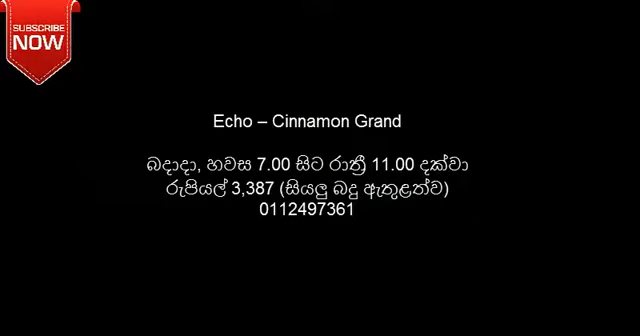 SUBSCRIBE
NOW
Echo – Cinnamon Grand
බදාදා, හවස 7.00 සිට රාත්‍රී 11.00 දක්වා
රුපියල් 3,387 (සියලු බදු ඇතුළත්ව)
0112497361